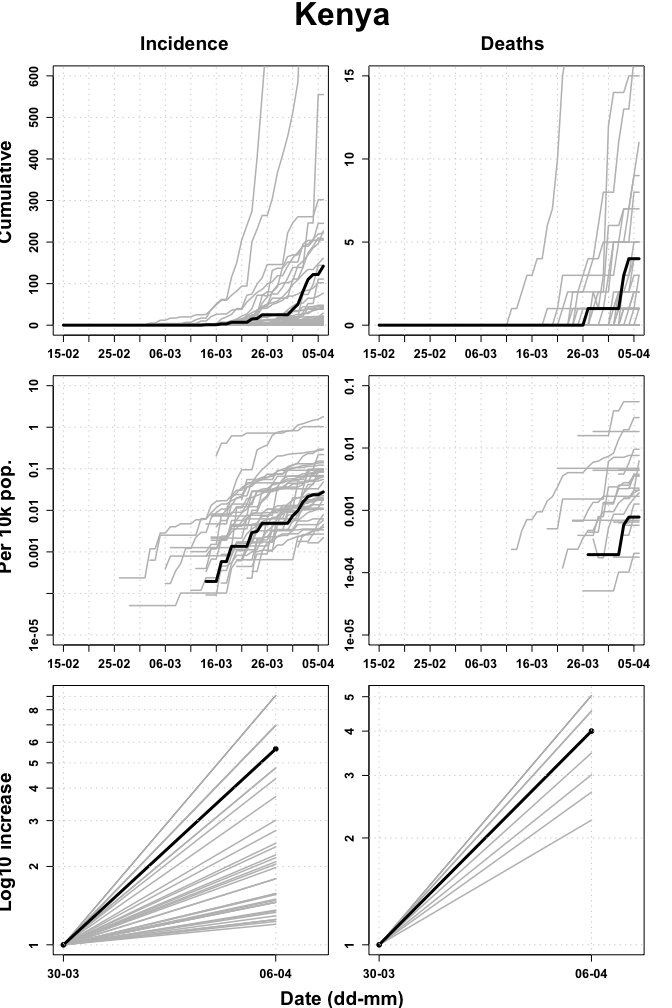 Kenya
Incidence
Deaths
Cumulative
600
500
400
300
200
100
0
15-02 25-02 06-03 16-03 26-03 05-04
15
10
5
0
15-02 25-02 06-03 16-03 26-03 05-04
Per 10k pop.
10
1
0.1
0.01
0.001
1e-05
15-02 25-02 06-03 16-03 26-03 05-04
0.1
0.01
0.001
1e-04
1e-05
15-02 25-02 06-03 16-03 26-03 05-04
Log10 increase
8
6
5
4
3
2
1
30-03 06-04
5
4
3
2
1
30-03 06-04
Date (dd-mm)